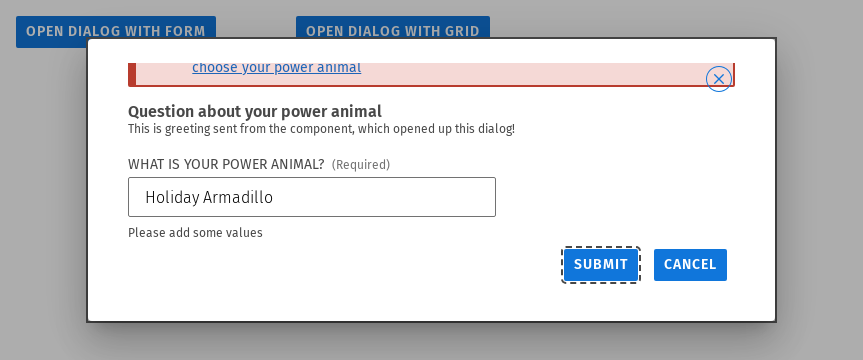 OPEN DIALOG WITH FORM
OPEN DIALOG WITH GRID
choose your power animal
Question about your power animal
This is greeting sent from the component, which opened up this dialog!
WHAT IS YOUR POWER ANIMAL? (Required)
Holiday Armadillo
Please add some values
SUBMIT
CANCEL